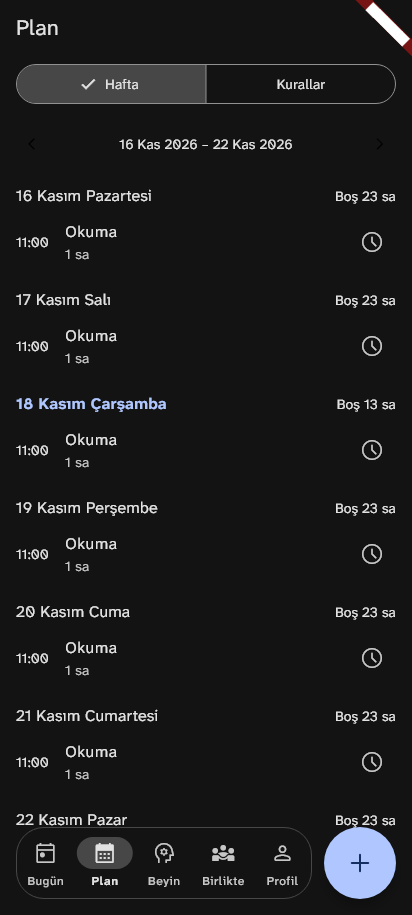 Plan
Hafta
Kurallar
16 Kas 2026 – 22 Kas 2026
16 Kasım Pazartesi
Boş 23 sa
11:00
Okuma
1 sa
17 Kasım Salı
Boş 23 sa
11:00
Okuma
1 sa
18 Kasım Çarşamba
Boş 13 sa
11:00
Okuma
1 sa
19 Kasım Perşembe
Boş 23 sa
11:00
Okuma
1 sa
20 Kasım Cuma
Boş 23 sa
11:00
Okuma
1 sa
21 Kasım Cumartesi
Boş 23 sa
11:00
Okuma
1 sa
22 Kasım Pazar
Boş 23 sa
Bugün
Plan
Beyin
Birlikte
Profil